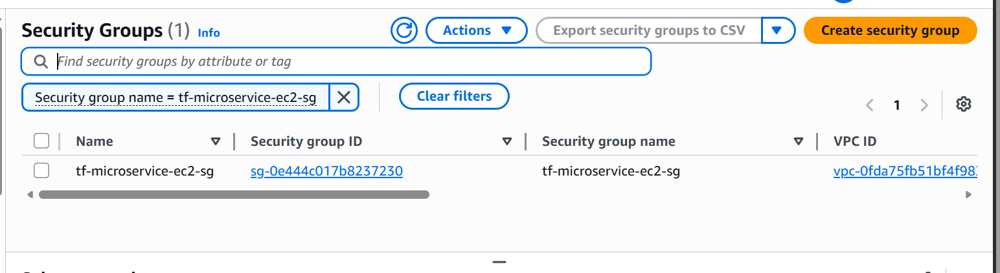 Security Groups (1) Info
Actions
Export security groups to CSV
Create security group
Find security groups by attribute or tag
Security group name = tf-microservice-ec2-sg
Clear filters
1
Name
Security group ID
Security group name
VPC ID
tf-microservice-ec2-sg
sg-0e444c017b8237230
tf-microservice-ec2-sg
vpc-0fda75fb51bf4f98